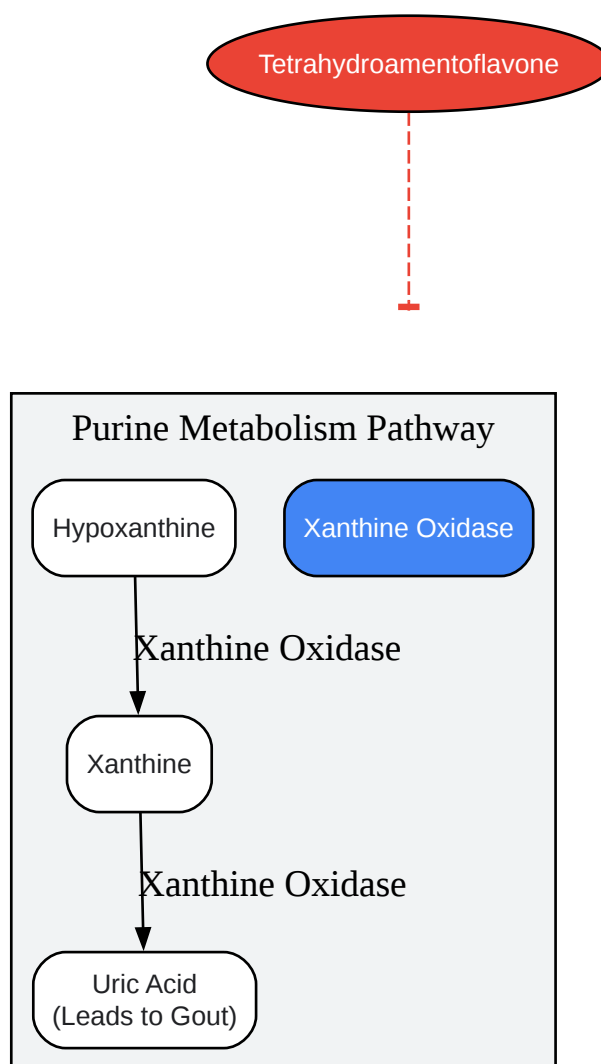 Tetrahydroamentoflavone
Purine Metabolism Pathway
Hypoxanthine
Xanthine Oxidase
Xanthine Oxidase
Xanthine
Xanthine Oxidase
Uric Acid
(Leads to Gout)